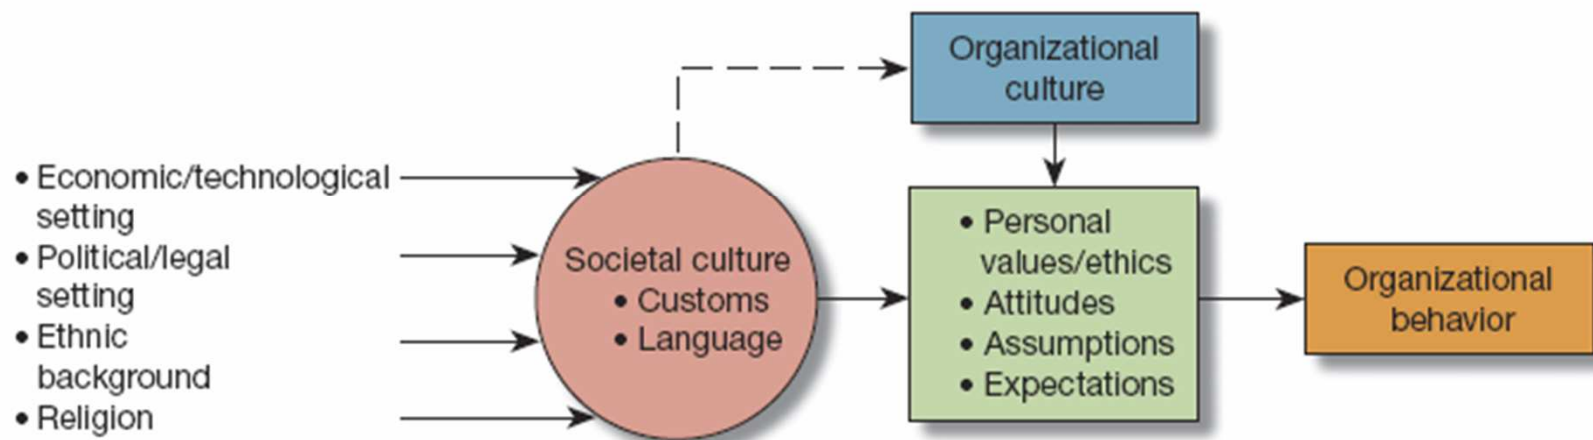 • Economic/technological
setting
• Political/legal
setting
• Ethnic
background
• Religion
Societal culture
• Customs
• Language
Organizational
culture
• Personal
values/ethics
• Attitudes
• Assumptions
• Expectations
Organizational
behavior